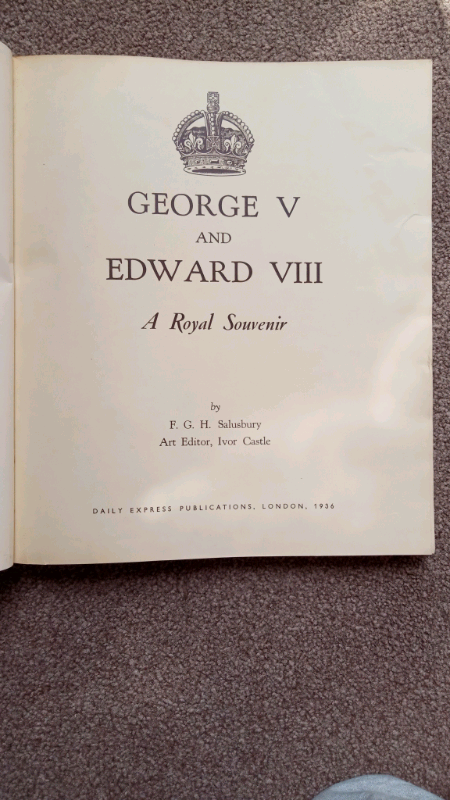 GEORGE V
AND
EDWARD VIII
A Royal Souvenir
by
F. G. H. Salusbury
Art Editor, Ivor Castle
DAILY EXPRESS PUBLICATIONS, LONDON, 1936